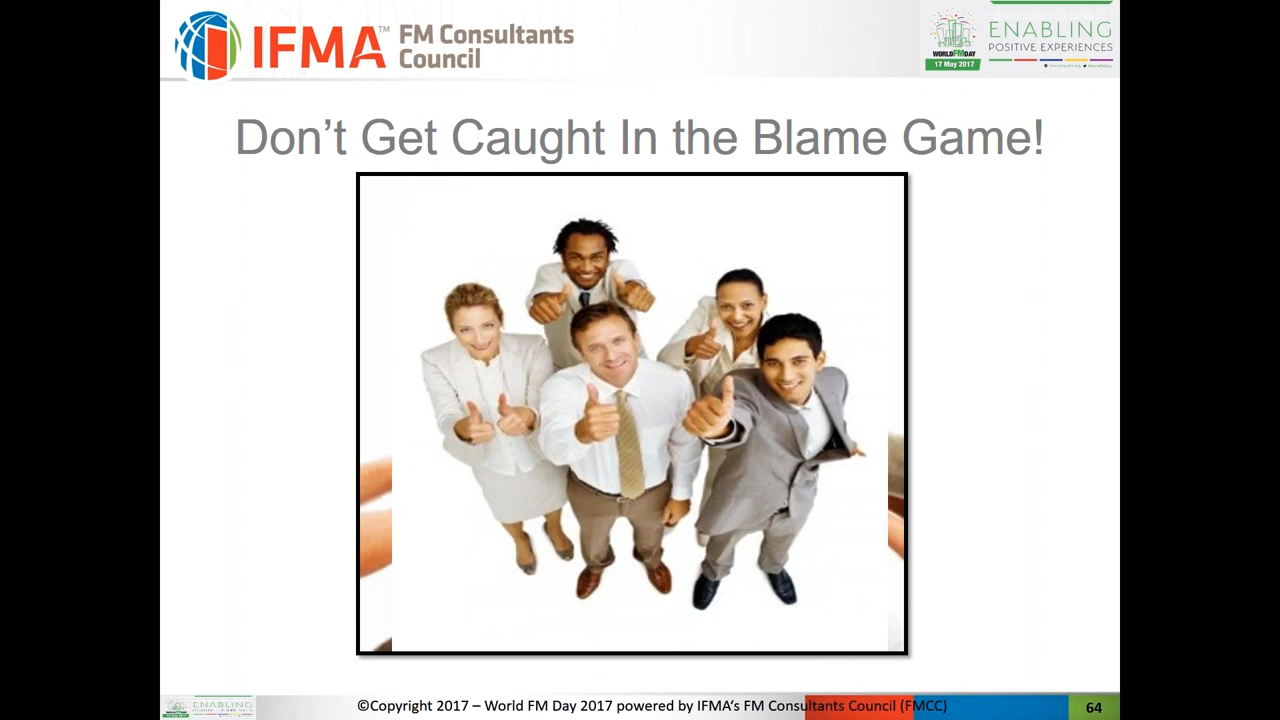 IFMA™ FM Consultants
Council
WORLD FM DAY
17 May 2017
ENABLING
POSITIVE EXPERIENCES
Don’t Get Caught In the Blame Game!
ENABLING
©Copyright 2017 – World FM Day 2017 powered by IFMA‘s FM Consultants Council (FMCC)
64